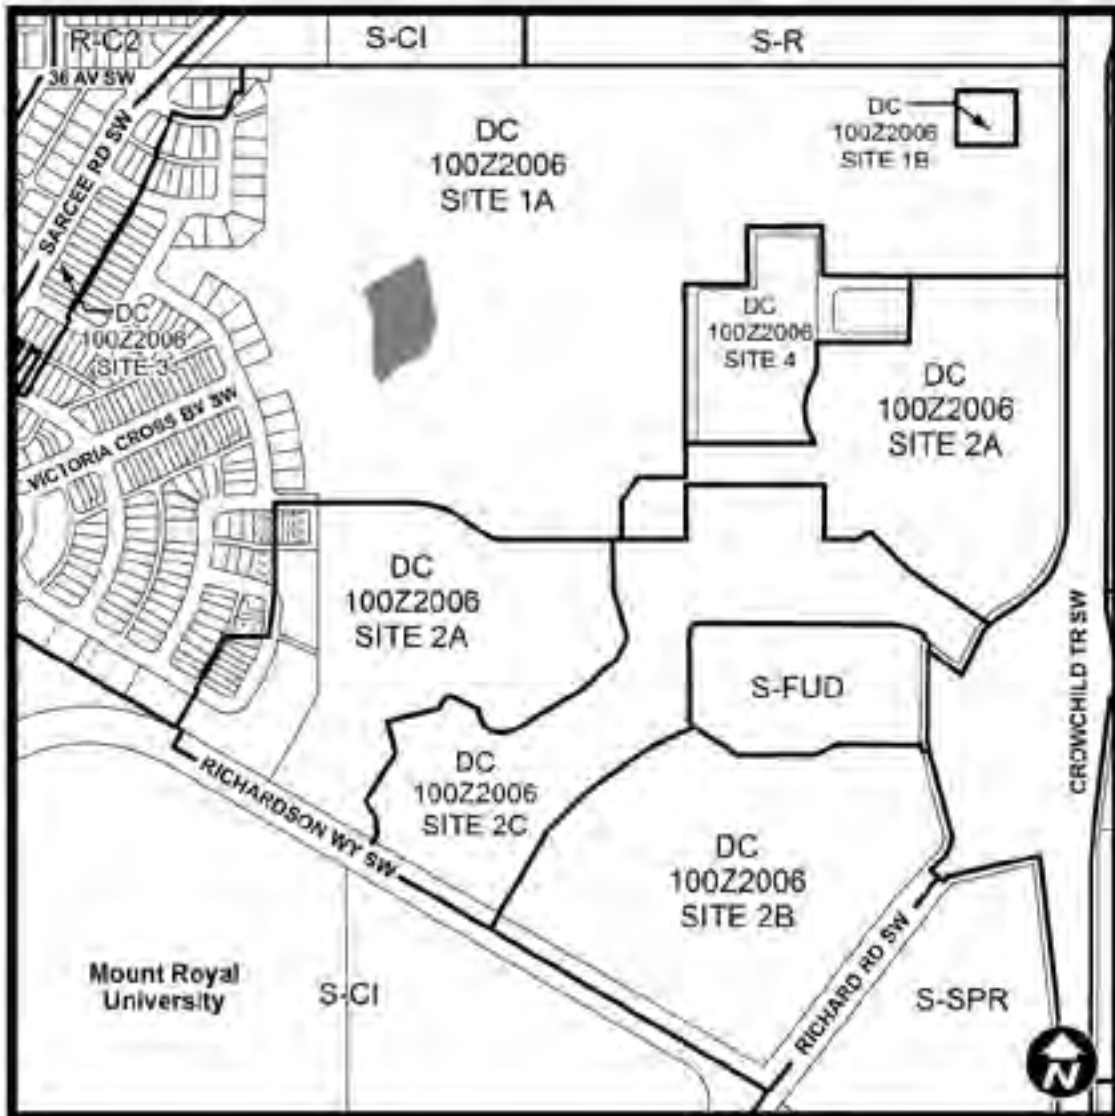 R-C2
S-CI
S-R
36 AV SW
SARCEE RD SW
DC
100Z2006
SITE 1A
DC
100Z2006
SITE 1B
DC
100Z2006
SITE 3
DC
100Z2006
SITE 4
DC
100Z2006
SITE 2A
VICTORIA CROSS BV SW
DC
100Z2006
SITE 2A
S-FUD
CROWCHILD TR SW
DC
100Z2006
SITE 2C
RICHARDSON WY SW
DC
100Z2006
SITE 2B
RICHARD RD SW
Mount Royal
University
S-CI
S-SPR
N